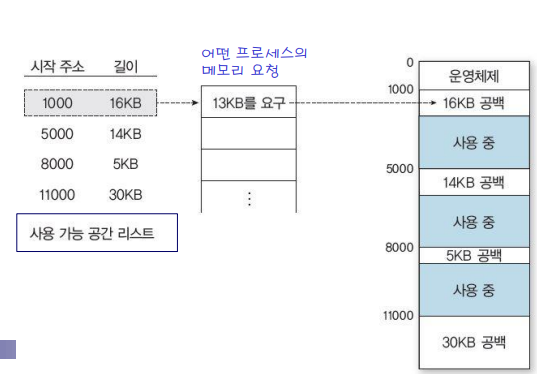 시작 주소 길이
1000 16KB
5000 14KB
8000 5KB
11000 30KB
사용 가능 공간 리스트
어떤 프로세스의
메모리 요청
13KB를 요구
⋮
0
운영체제
1000
16KB 공백
사용 중
5000
14KB 공백
사용 중
8000
5KB 공백
사용 중
11000
30KB 공백